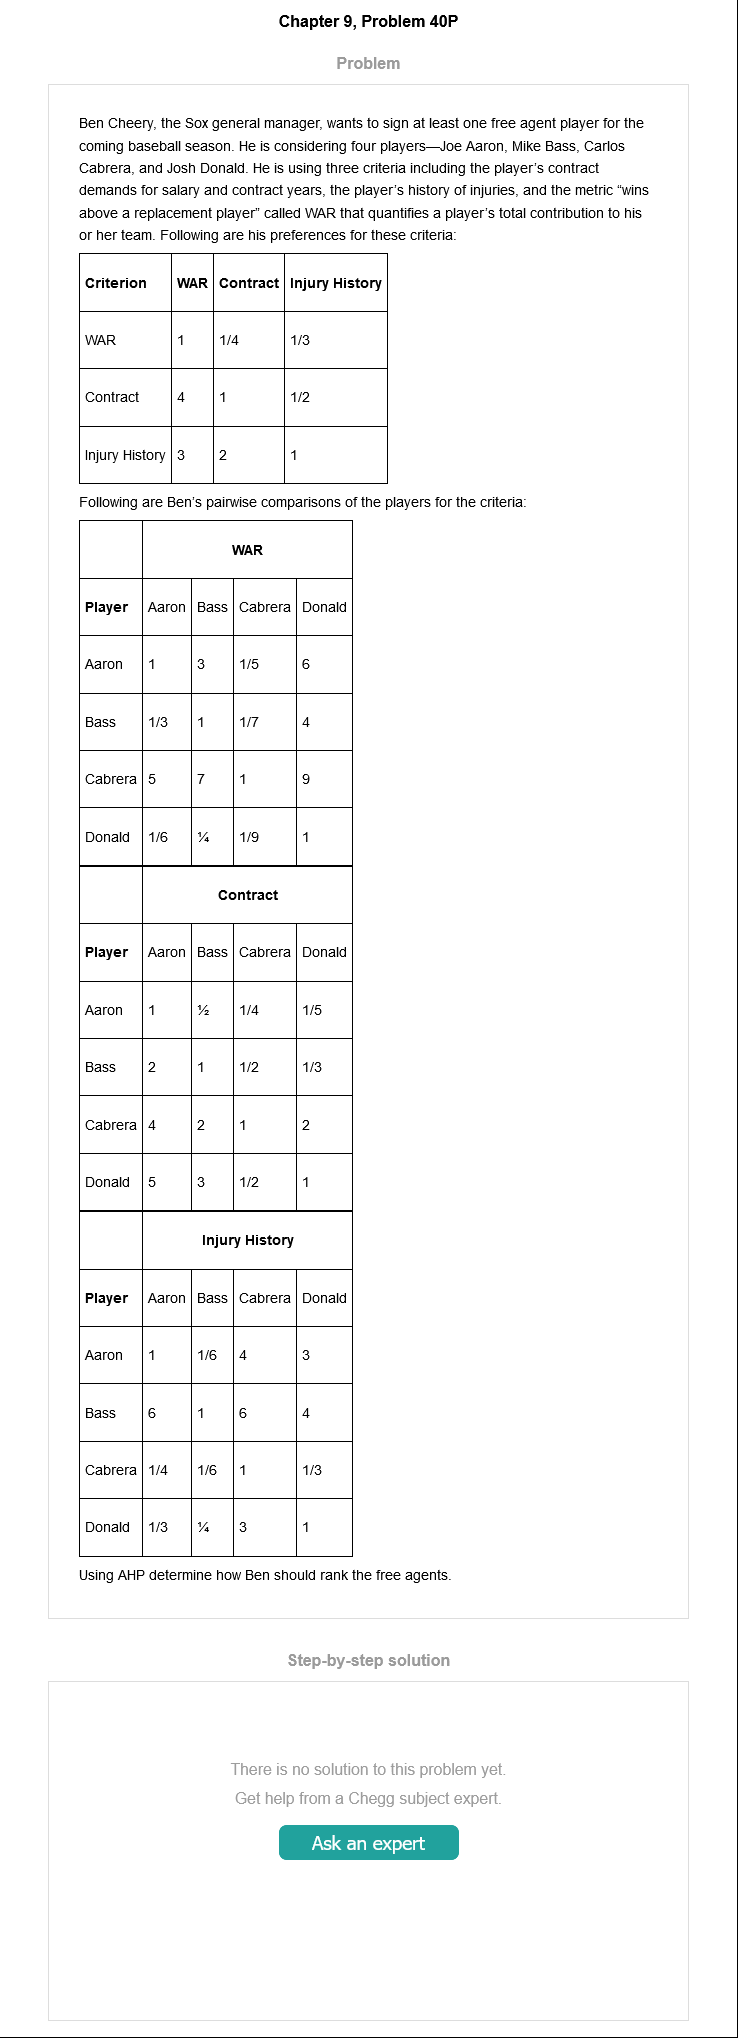 Chapter 9, Problem 40P
Problem
Ben Cheery, the Sox general manager, wants to sign at least one free agent player for the
coming baseball season. He is considering four players—Joe Aaron, Mike Bass, Carlos
Cabrera, and Josh Donald. He is using three criteria including the player’s contract
demands for salary and contract years, the player’s history of injuries, and the metric “wins
above a replacement player” called WAR that quantifies a player’s total contribution to his
or her team. Following are his preferences for these criteria:
Criterion WAR Contract Injury History
WAR 1 1/4 1/3
Contract 4 1 1/2
Injury History 3 2 1
Following are Ben’s pairwise comparisons of the players for the criteria:
WAR
Player Aaron Bass Cabrera Donald
Aaron 1 3 1/5 6
Bass 1/3 1 1/7 4
Cabrera 5 7 1 9
Donald 1/6 ¼ 1/9 1
Contract
Player Aaron Bass Cabrera Donald
Aaron 1 ½ 1/4 1/5
Bass 2 1 1/2 1/3
Cabrera 4 2 1 2
Donald 5 3 1/2 1
Injury History
Player Aaron Bass Cabrera Donald
Aaron 1 1/6 4 3
Bass 6 1 6 4
Cabrera 1/4 1/6 1 1/3
Donald 1/3 ¼ 3 1
Using AHP determine how Ben should rank the free agents.
Step-by-step solution
There is no solution to this problem yet.
Get help from a Chegg subject expert.
Ask an expert